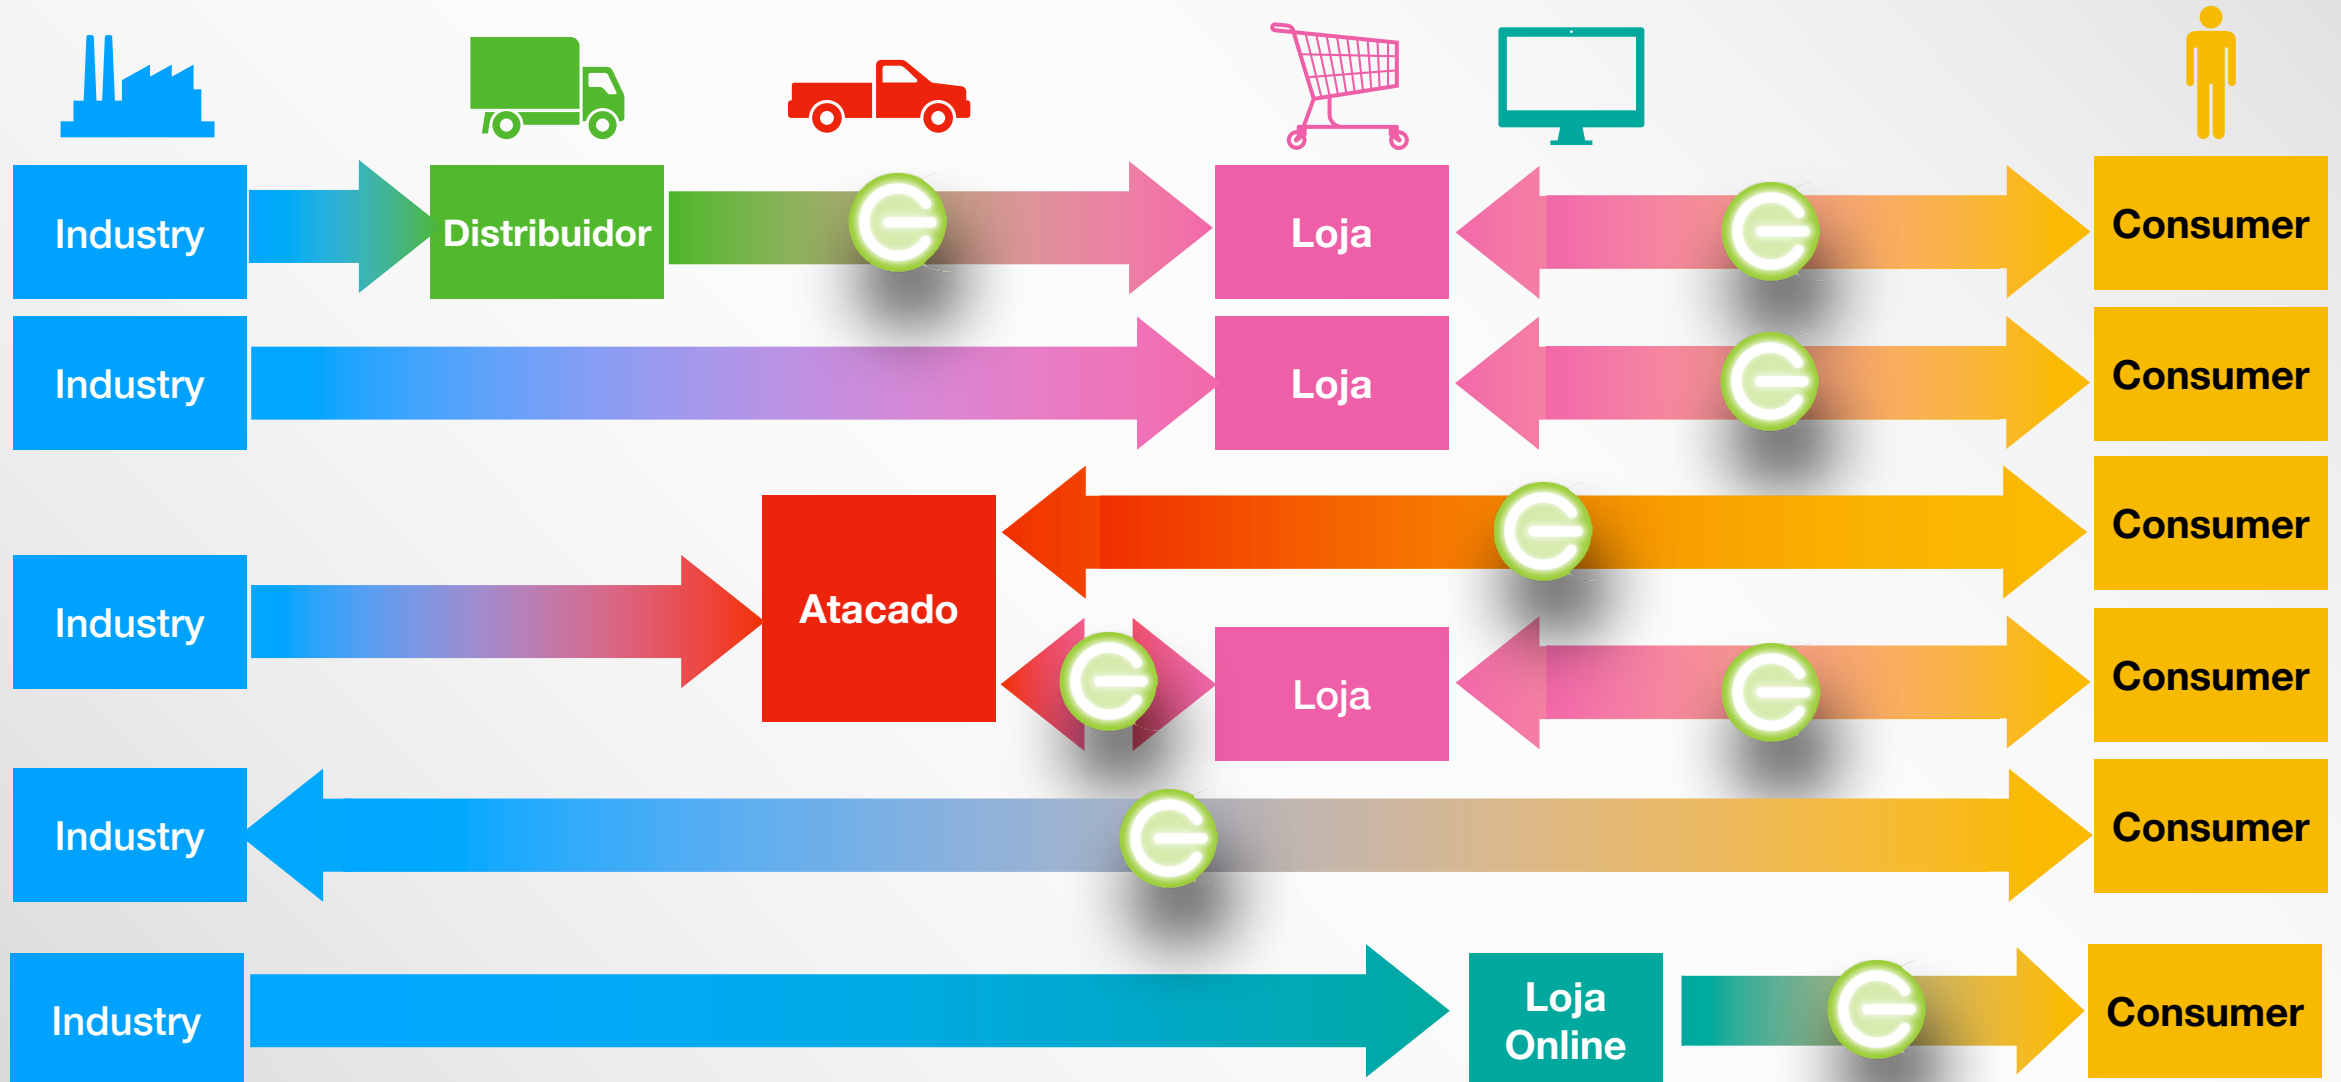 Industry
Distribuidor
Loja
Consumer
Industry
Loja
Consumer
Consumer
Industry
Atacado
Loja
Consumer
Industry
Consumer
Industry
Loja
Online
Consumer